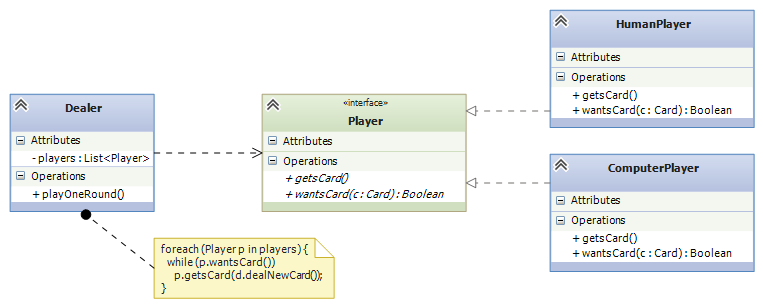 Dealer
Attributes
- players : List<Player>
Operations
+ playOneRound()
foreach (Player p in players) {
while (p.wantsCard())
p.getsCard(d.dealNewCard());
}
«interface»
Player
Attributes
Operations
+ getsCard()
+ wantsCard(c : Card) : Boolean
HumanPlayer
Attributes
Operations
+ getsCard()
+ wantsCard(c : Card) : Boolean
ComputerPlayer
Attributes
Operations
+ getsCard()
+ wantsCard(c : Card) : Boolean